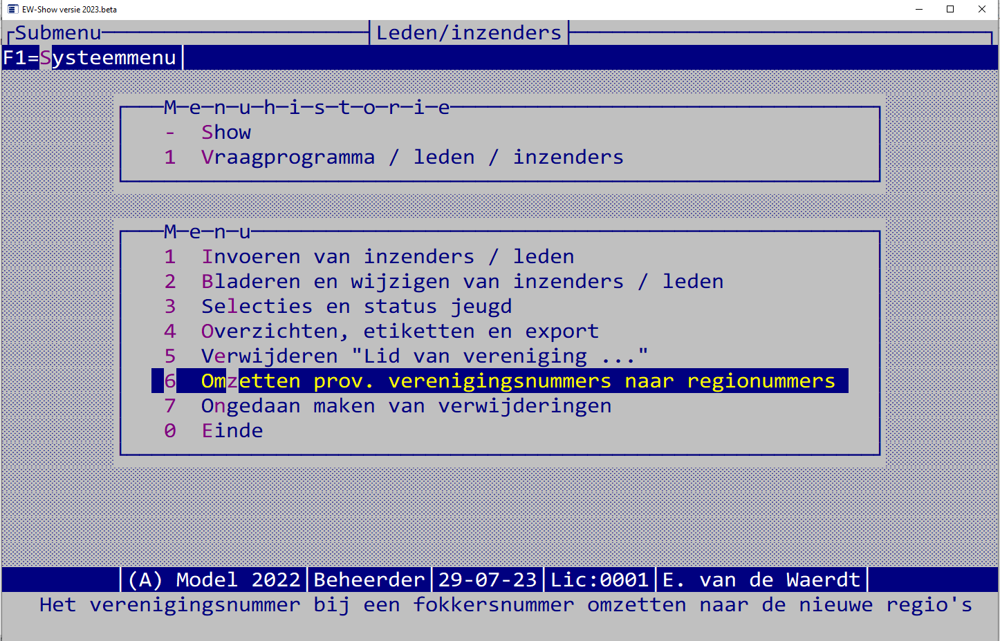 EW-Show versie 2023.beta
Submenu Leden/inzenders
F1=Systeemmenu
Menuhistorie
- Show
1 Vraagprogramma / leden / inzenders
Menu
1 Invoeren van inzenders / leden
2 Bladeren en wijzigen van inzenders / leden
3 Selecties en status jeugd
4 Overzichten, etiketten en export
5 Verwijderen "Lid van vereniging ..."
6 Omzetten prov. verenigingsnummers naar regionummers
7 Ongedaan maken van verwijderingen
0 Einde
(A) Model 2022 Beheerder 29-07-23 Lic:0001 E. van de Waerdt
Het verenigingsnummer bij een fokkersnummer omzetten naar de nieuwe regio's